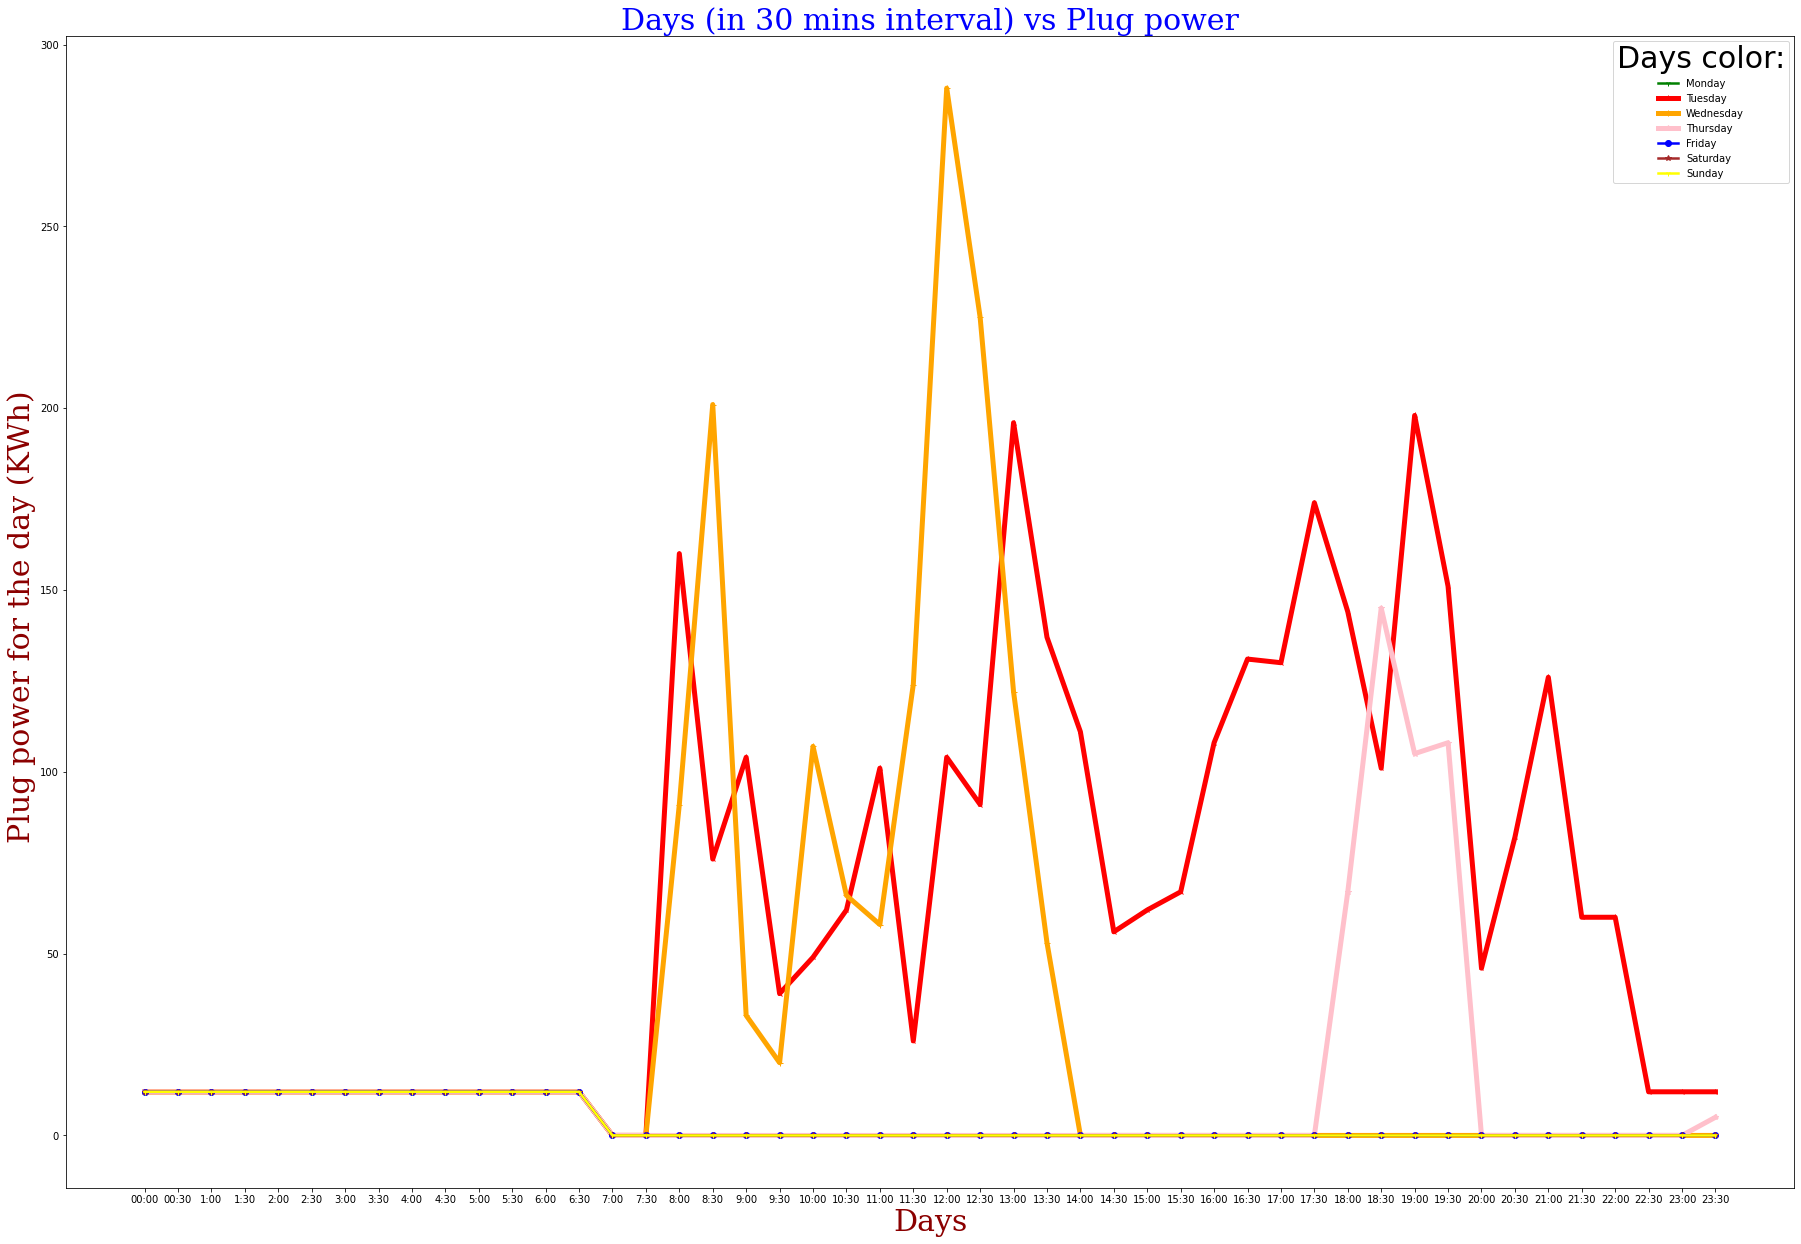 Days (in 30 mins interval) vs Plug power
Days color:
Monday
Tuesday
Wednesday
Thursday
Friday
Saturday
Sunday
Plug power for the day (KWh)
300
250
200
150
100
50
0
00:00 00:30 1:00 1:30 2:00 2:30 3:00 3:30 4:00 4:30 5:00 5:30 6:00 6:30 7:00 7:30 8:00 8:30 9:00 9:30 10:00 10:30 11:00 11:30 12:00 12:30 13:00 13:30 14:00 14:30 15:00 15:30 16:00 16:30 17:00 17:30 18:00 18:30 19:00 19:30 20:00 20:30 21:00 21:30 22:00 22:30 23:00 23:30
Days